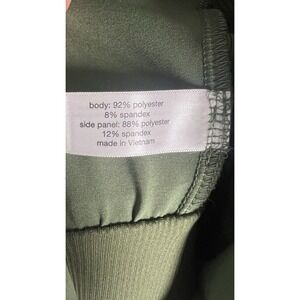 body: 92% polyester
8% spandex
side panel: 88% polyester
12% spandex
made in Vietnam